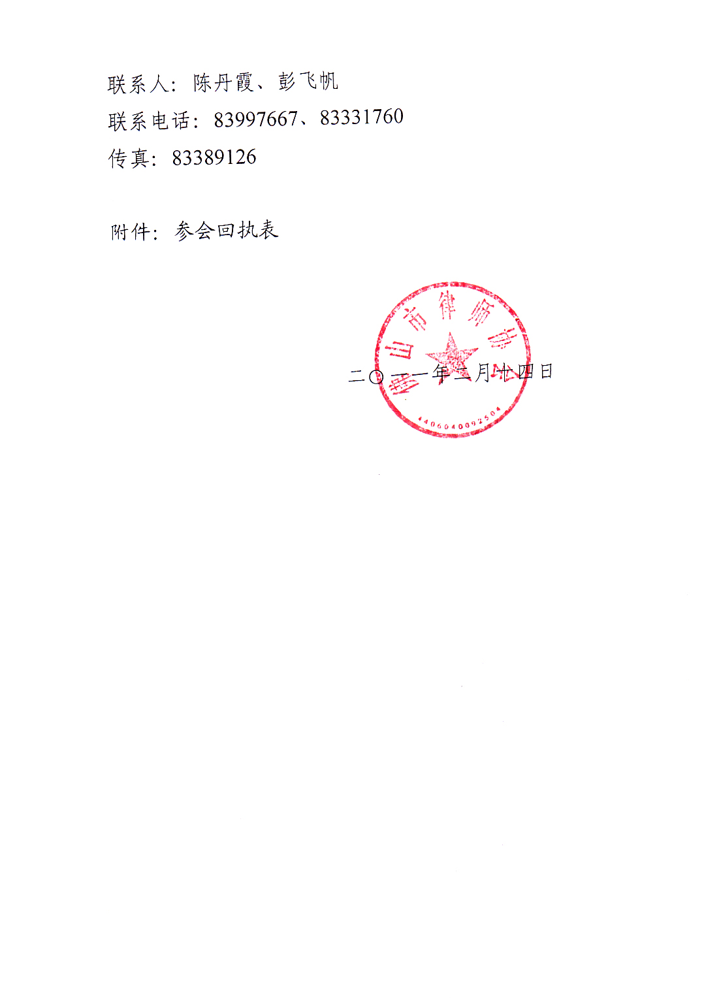 联系人：陈丹霞、彭飞帆
联系电话：83997667、83331760
传真：83389126
附件：参会回执表
佛山市律师协会
二〇一一年二月十四日
4406040092504